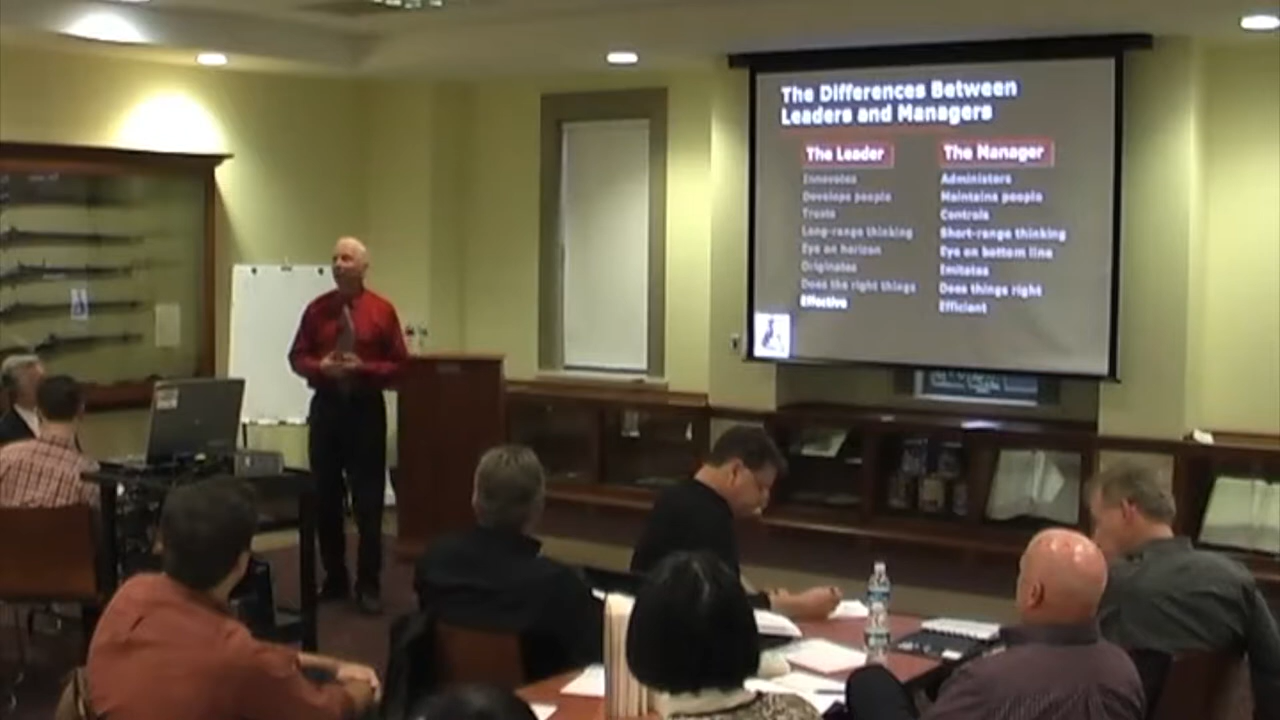 The Differences Between
Leaders and Managers
The Leader
The Manager
Innovates
Administers
Develops people
Maintains people
Trusts
Controls
Long-range thinking
Short-range thinking
Eye on horizon
Eye on bottom line
Originates
Imitates
Does the right things
Does things right
Effective
Efficient